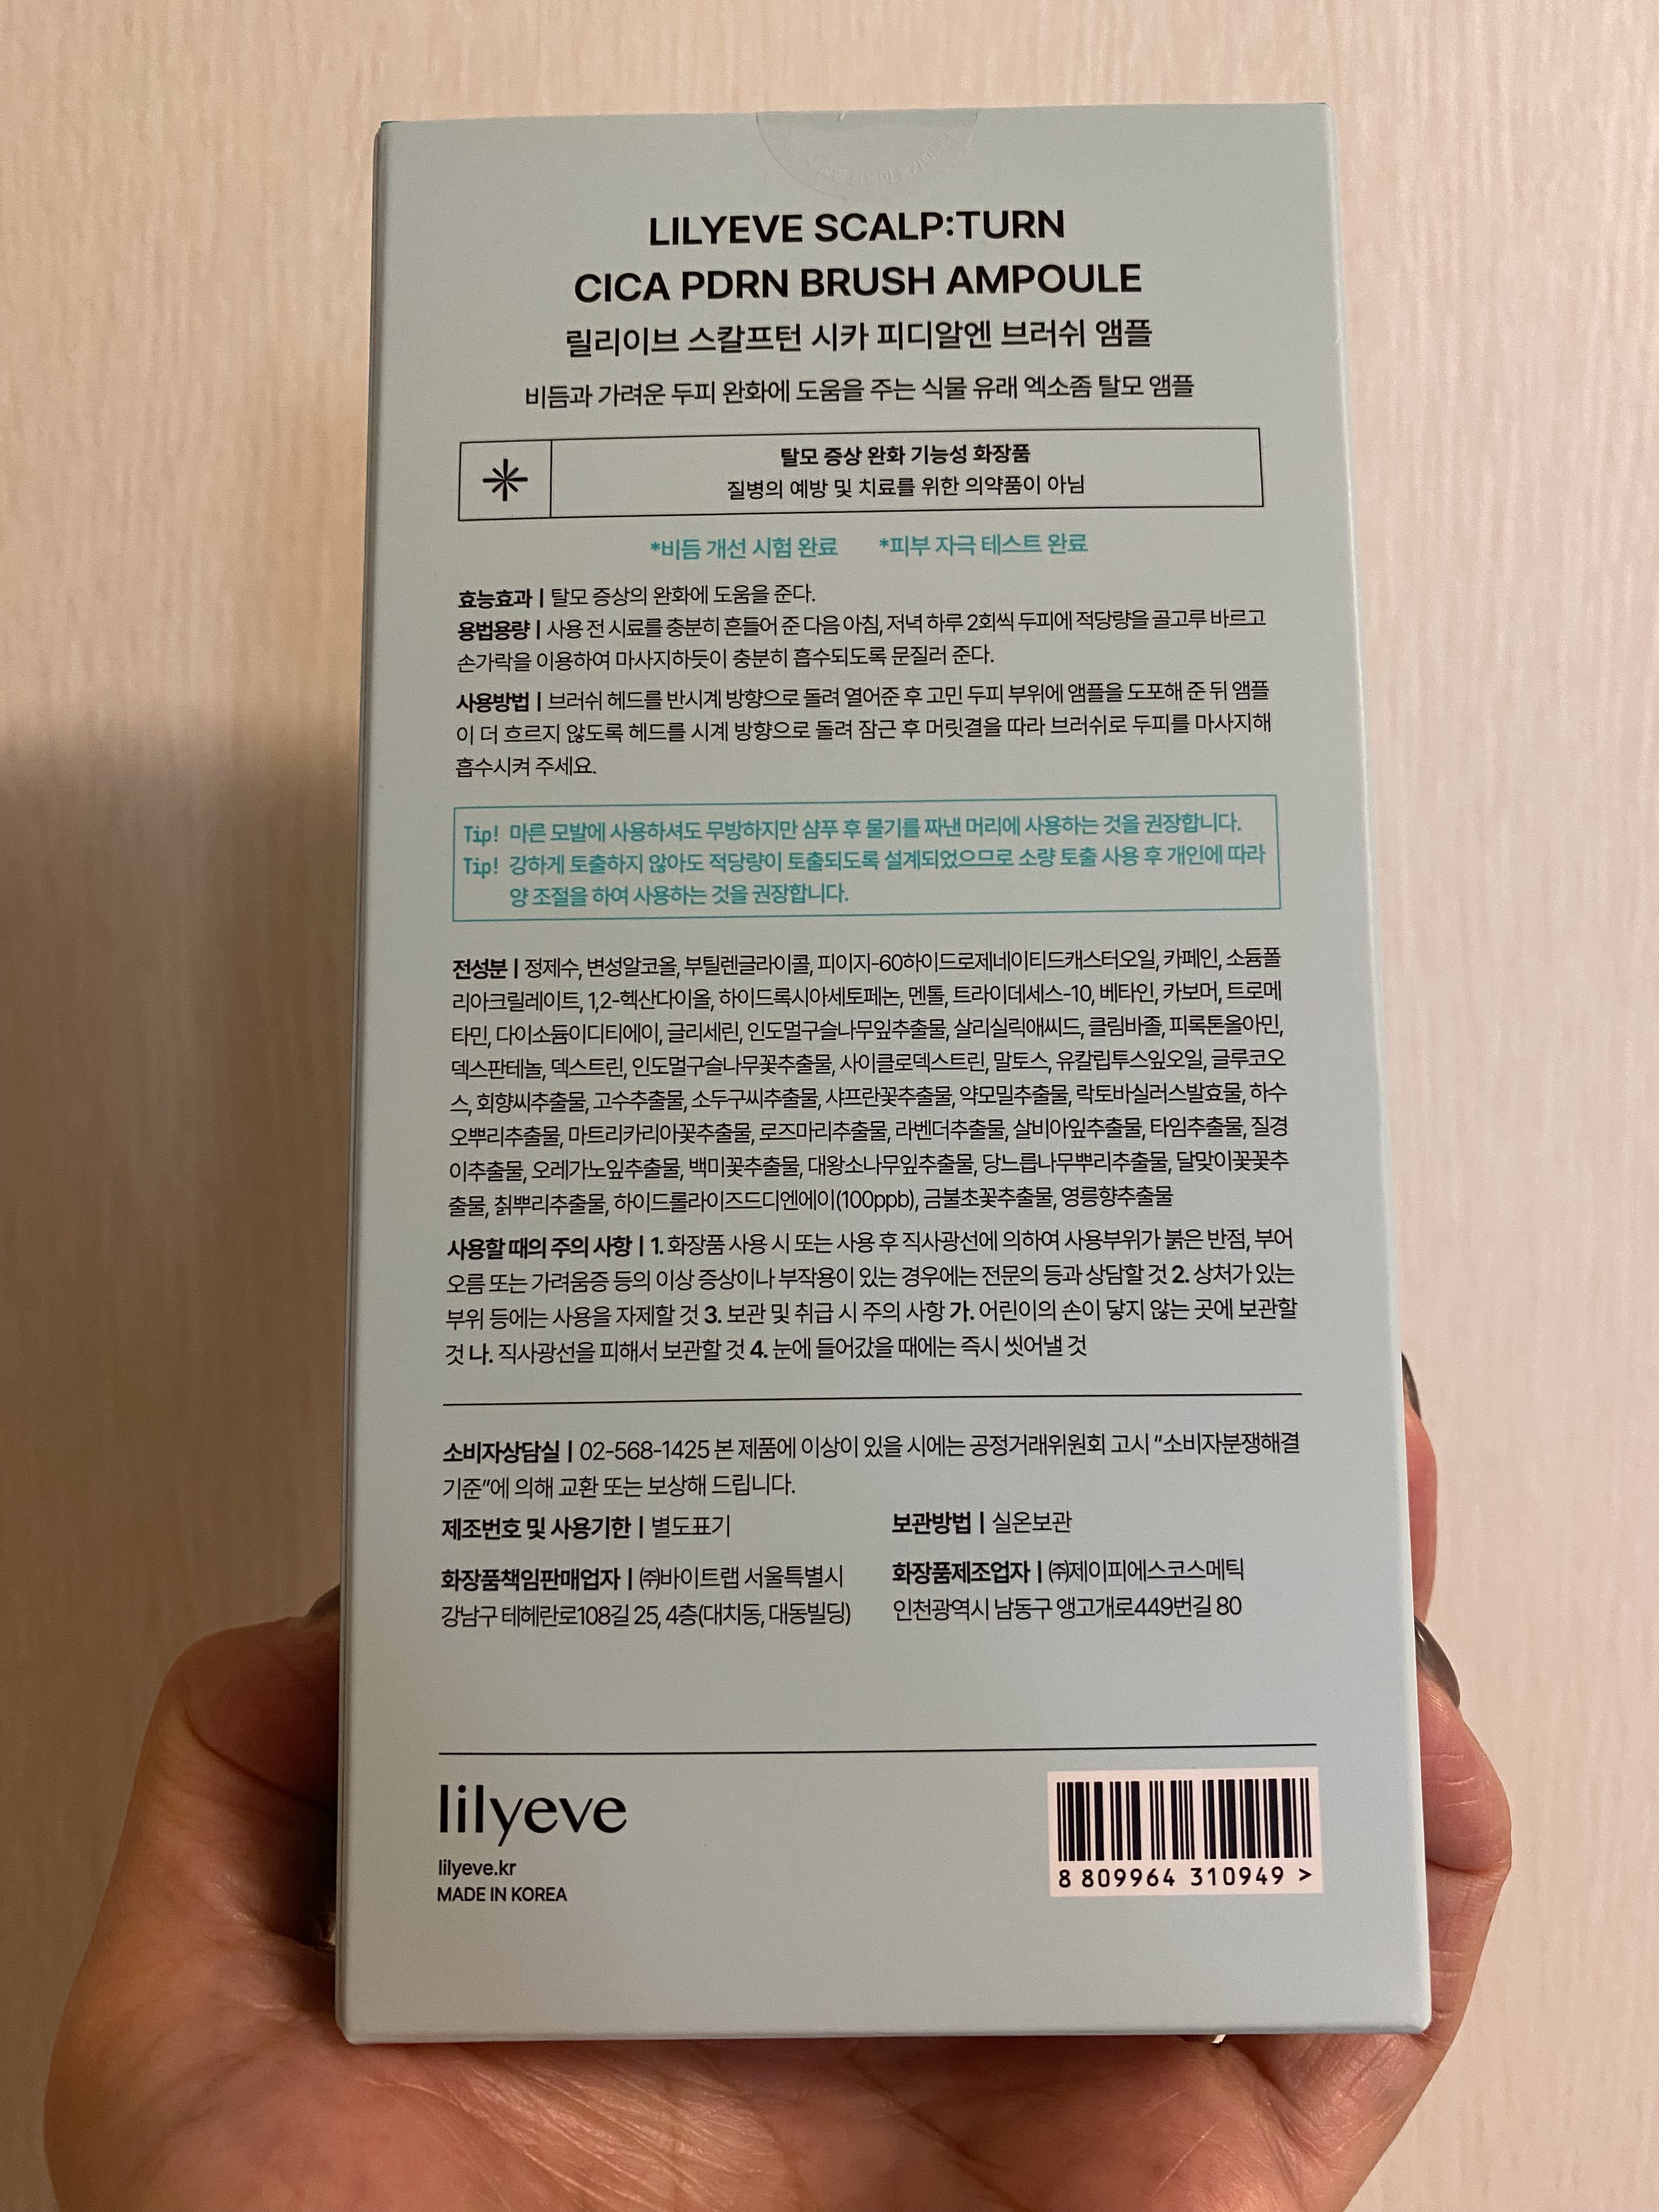 LILYEVE SCALP:TURN
CICA PDRN BRUSH AMPOULE
릴리이브 스칼프턴 시카 피디알엔 브러쉬 앰플
비듬과 가려운 두피 완화에 도움을 주는 식물 유래 엑소좀 탈모 앰플
탈모 증상 완화 기능성 화장품
질병의 예방 및 치료를 위한 의약품이 아님
*비듬 개선 시험 완료 *피부 자극 테스트 완료
효능효과 | 탈모 증상의 완화에 도움을 준다.
용법용량 | 사용 전 시료를 충분히 흔들어 준 다음 아침, 저녁 하루 2회씩 두피에 적당량을 골고루 바르고
손가락을 이용하여 마사지하듯이 충분히 흡수되도록 문질러 준다.
사용방법 | 브러쉬 헤드를 반시계 방향으로 돌려 열어준 후 고민 두피 부위에 앰플을 도포해 준 뒤 앰플
이 더 흐르지 않도록 헤드를 시계 방향으로 돌려 잠근 후 머릿결을 따라 브러쉬로 두피를 마사지해
흡수시켜 주세요.
Tip! 마른 모발에 사용하셔도 무방하지만 샴푸 후 물기를 짜낸 머리에 사용하는 것을 권장합니다.
Tip! 강하게 토출하지 않아도 적당량이 토출되도록 설계되었으므로 소량 토출 사용 후 개인에 따라
양 조절을 하여 사용하는 것을 권장합니다.
전성분 | 정제수, 변성알코올, 부틸렌글라이콜, 피이지-60하이드로제네이티드캐스터오일, 카페인, 소듐폴
리아크릴레이트, 1,2-헥산다이올, 하이드록시아세토페논, 멘톨, 트라이데세스-10, 베타인, 카보머, 트로메
타민, 다이소듐이디티에이, 글리세린, 인도멀구슬나무잎추출물, 살리실릭애씨드, 클림바졸, 피록톤올아민,
덱스판테놀, 덱스트린, 인도멀구슬나무꽃추출물, 사이클로덱스트린, 말토스, 유칼립투스잎오일, 글루코오
스, 회향씨추출물, 고수추출물, 소두구씨추출물, 샤프란꽃추출물, 약모밀추출물, 락토바실러스발효물, 하수
오뿌리추출물, 마트리카리아꽃추출물, 로즈마리추출물, 라벤더추출물, 살비아잎추출물, 타임추출물, 질경
이추출물, 오레가노잎추출물, 백미꽃추출물, 대왕소나무잎추출물, 당느릅나무뿌리추출물, 달맞이꽃꽃추
출물, 칡뿌리추출물, 하이드롤라이즈드디엔에이(100ppb), 금불초꽃추출물, 영릉향추출물
사용할 때의 주의 사항 | 1. 화장품 사용 시 또는 사용 후 직사광선에 의하여 사용부위가 붉은 반점, 부어
오름 또는 가려움증 등의 이상 증상이나 부작용이 있는 경우에는 전문의 등과 상담할 것 2. 상처가 있는
부위 등에는 사용을 자제할 것 3. 보관 및 취급 시 주의 사항 가. 어린이의 손이 닿지 않는 곳에 보관할
것 나. 직사광선을 피해서 보관할 것 4. 눈에 들어갔을 때에는 즉시 씻어낼 것
소비자상담실 | 02-568-1425 본 제품에 이상이 있을 시에는 공정거래위원회 고시 “소비자분쟁해결
기준”에 의해 교환 또는 보상해 드립니다.
제조번호 및 사용기한 | 별도표기
보관방법 | 실온보관
화장품책임판매업자 | ㈜바이트랩 서울특별시
강남구 테헤란로108길 25, 4층(대치동, 대동빌딩)
화장품제조업자 | ㈜제이피에스코스메틱
인천광역시 남동구 앵고개로449번길 80
lilyeve
lilyeve.kr
MADE IN KOREA
8 809964 310949 >